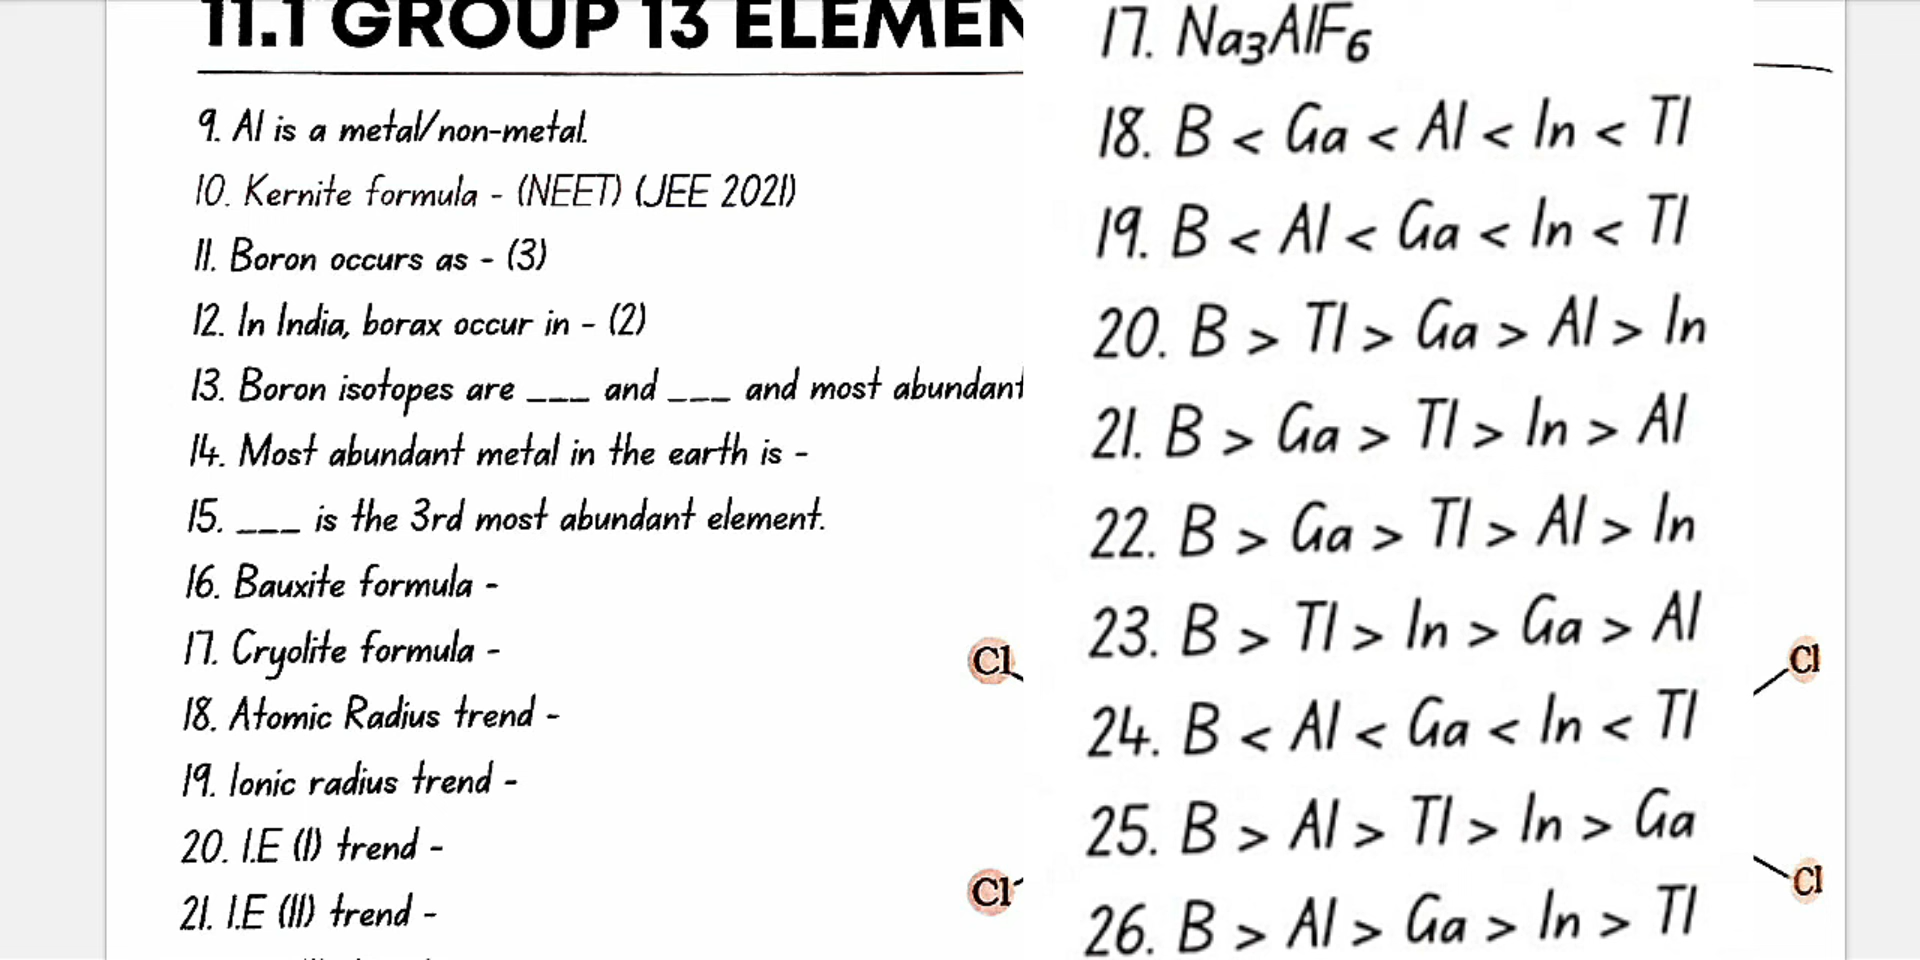 11.1 GROUP 13 ELEMEN
9. Al is a metal/non-metal.
10. Kernite formula - (NEET) (JEE 2021)
11. Boron occurs as - (3)
12. In India, borax occur in - (2)
13. Boron isotopes are ___ and ___ and most abundant
14. Most abundant metal in the earth is -
15. ___ is the 3rd most abundant element.
16. Bauxite formula -
17. Cryolite formula -
18. Atomic Radius trend -
19. Ionic radius trend -
20. I.E (I) trend -
21. I.E (II) trend -
Cl
Cl
17. Na₃AlF₆
18. B < Ga < Al < In < Tl
19. B < Al < Ga < In < Tl
20. B > Tl > Ga > Al > In
21. B > Ga > Tl > In > Al
22. B > Ga > Tl > Al > In
23. B > Tl > In > Ga > Al
24. B < Al < Ga < In < Tl
25. B > Al > Tl > In > Ga
26. B > Al > Ga > In > Tl
Cl
Cl